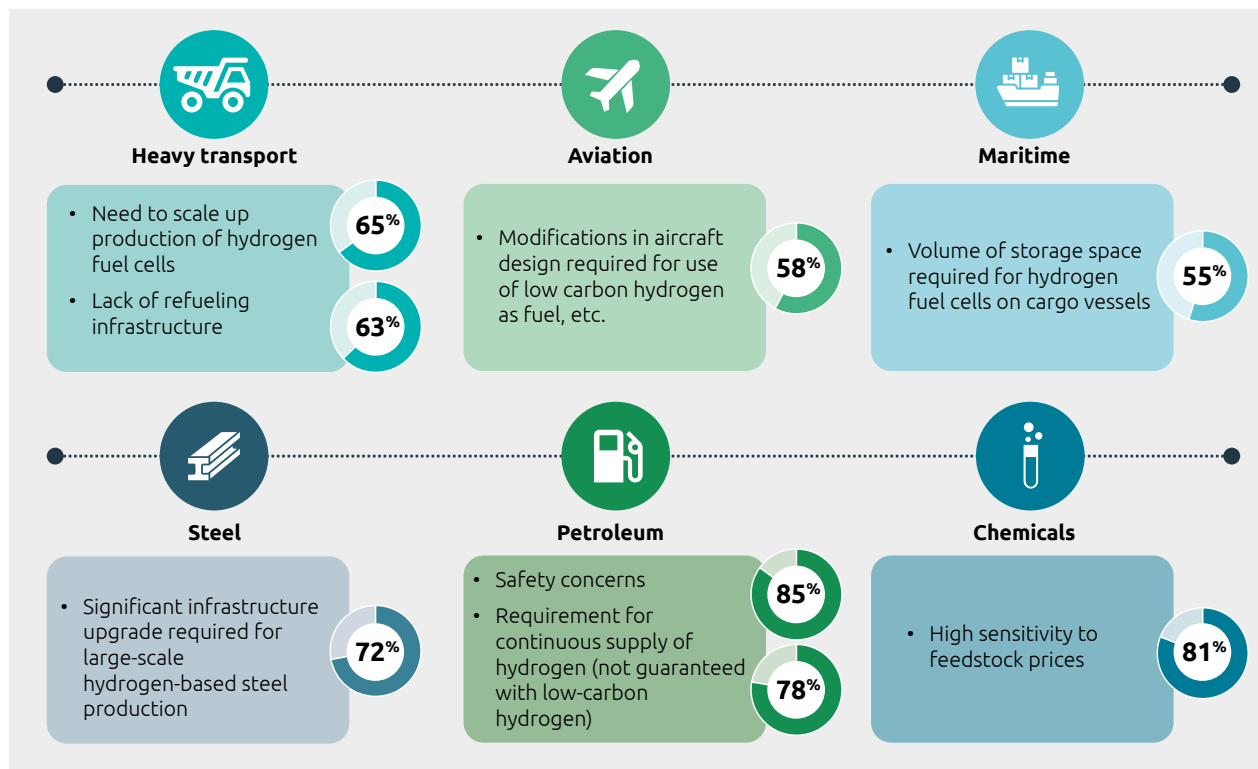 Heavy transport
• Need to scale up
production of hydrogen
fuel cells
65%
• Lack of refueling
infrastructure
63%
Aviation
• Modifications in aircraft
design required for use
of low carbon hydrogen
as fuel, etc.
58%
Maritime
• Volume of storage space
required for hydrogen
fuel cells on cargo vessels
55%
Steel
• Significant infrastructure
upgrade required for
large-scale
hydrogen-based steel
production
72%
Petroleum
• Safety concerns
85%
• Requirement for
continuous supply of
hydrogen (not guaranteed
with low-carbon
hydrogen)
78%
Chemicals
• High sensitivity to
feedstock prices
81%